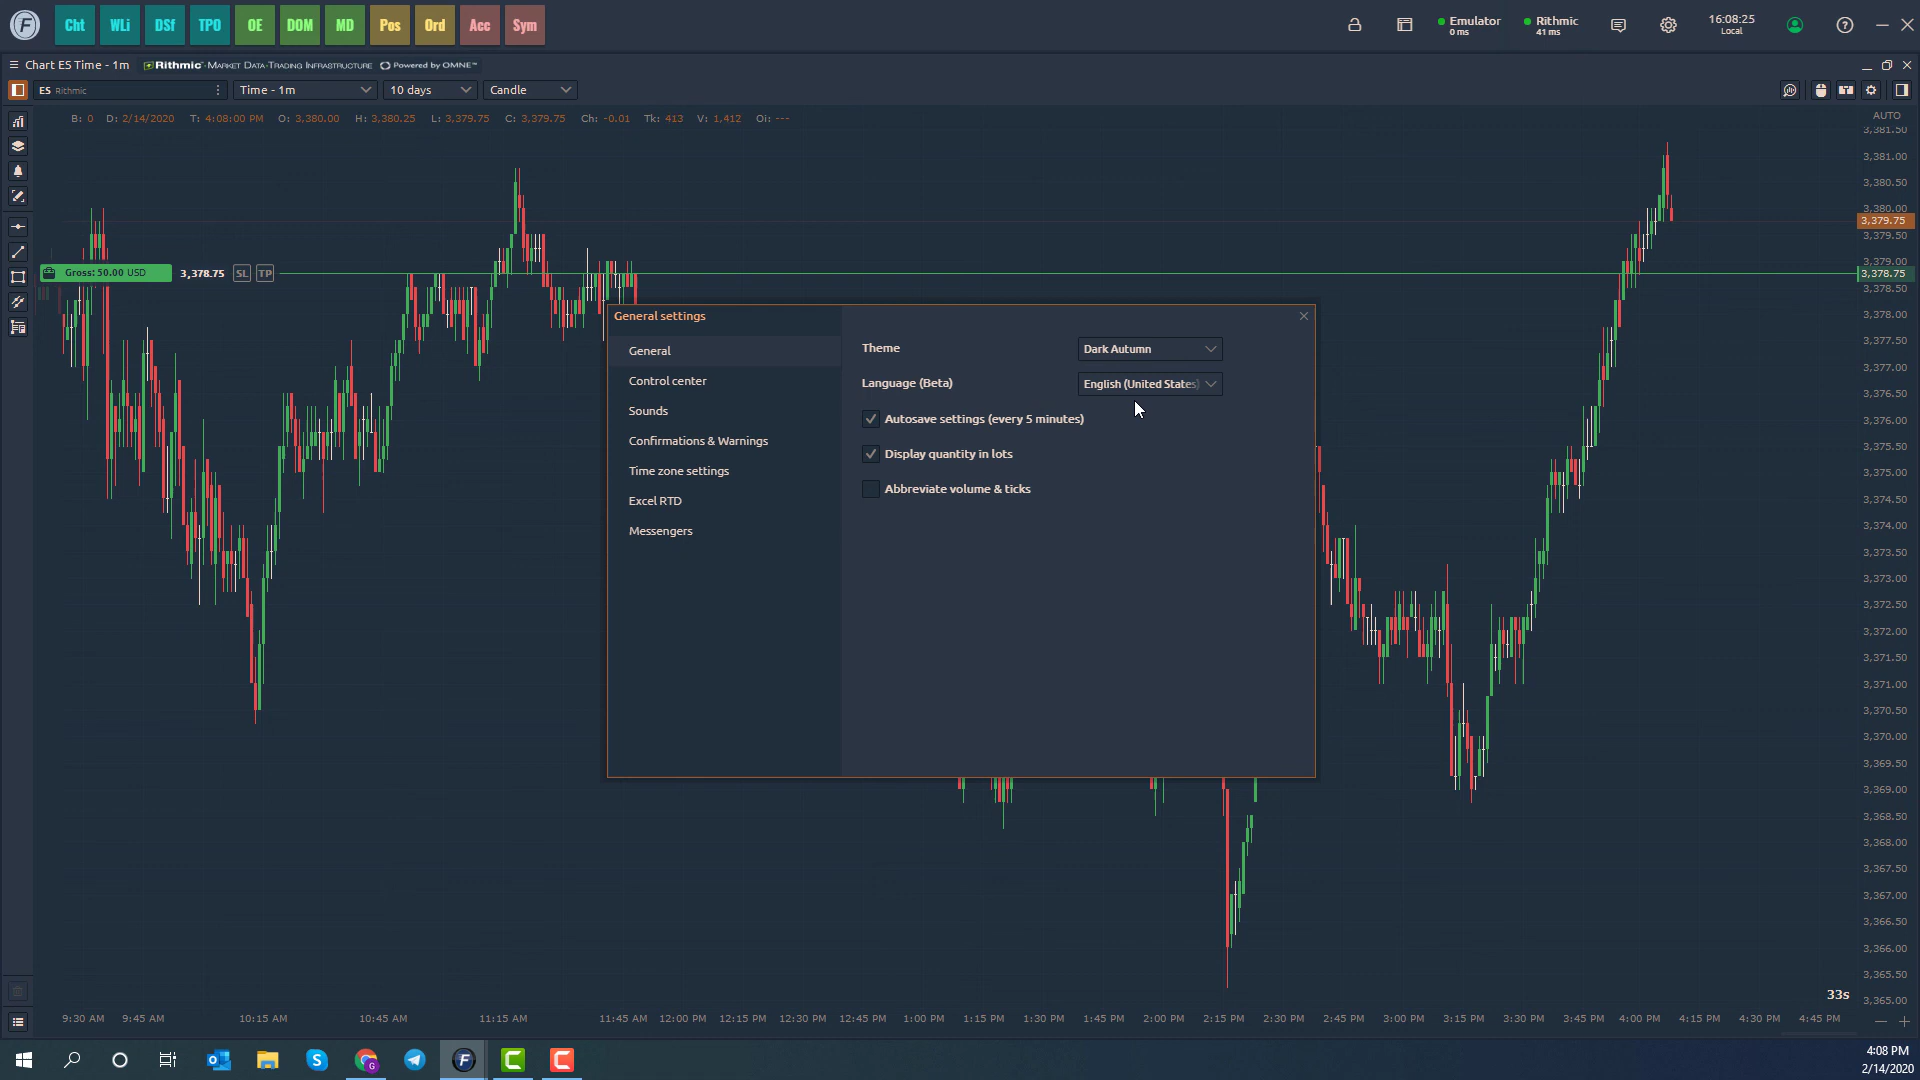 F Cht WLi DSf TPO OE DOM MD Pos Ord Acc Sym
Emulator
0 ms
Rithmic
41 ms
16:08:25
Local
Chart ES Time - 1m
Rithmic - Market Data-Trading Infrastructure Powered by OMNE™
ES Rithmic
Time - 1m
10 days
Candle
B: 0 D: 2/14/2020 T: 4:08:00 PM O: 3,380.00 H: 3,380.25 L: 3,379.75 C: 3,379.75 Ch: -0.01 Tk: 413 V: 1,412 Oi: ---
AUTO
3,381.50
3,381.00
3,380.50
3,380.00
3,379.75
3,379.50
3,379.00
3,378.75
3,378.50
3,378.00
3,377.50
3,377.00
3,376.50
3,376.00
3,375.50
3,375.00
3,374.50
3,374.00
3,373.50
3,373.00
3,372.50
3,372.00
3,371.50
3,371.00
3,370.50
3,370.00
3,369.50
3,369.00
3,368.50
3,368.00
3,367.50
3,367.00
3,366.50
3,366.00
3,365.50
3,365.00
Gross: 50.00 USD 3,378.75 SL TP
General settings
General
Control center
Sounds
Confirmations & Warnings
Time zone settings
Excel RTD
Messengers
Theme Dark Autumn
Language (Beta) English (United States)
Autosave settings (every 5 minutes)
Display quantity in lots
Abbreviate volume & ticks
33s
9:30 AM 9:45 AM 10:15 AM 10:45 AM 11:15 AM 11:45 AM 12:00 PM 12:15 PM 12:30 PM 12:45 PM 1:00 PM 1:15 PM 1:30 PM 1:45 PM 2:00 PM 2:15 PM 2:30 PM 2:45 PM 3:00 PM 3:15 PM 3:30 PM 3:45 PM 4:00 PM 4:15 PM 4:30 PM 4:45 PM
4:08 PM
2/14/2020